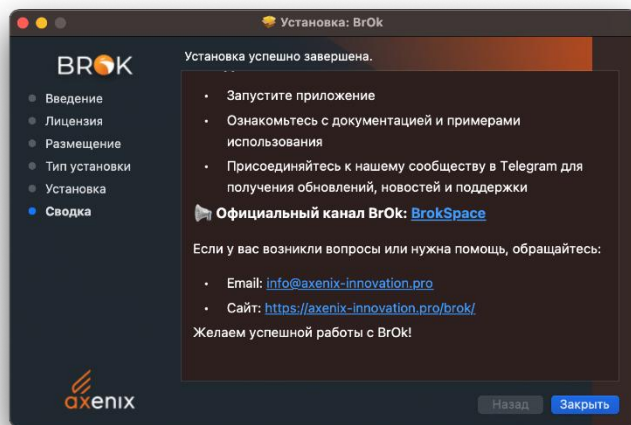 Установка: BrOk
BROK
Введение
Лицензия
Размещение
Тип установки
Установка
Сводка
axenix
Установка успешно завершена.
• Запустите приложение
• Ознакомьтесь с документацией и примерами
использования
• Присоединяйтесь к нашему сообществу в Telegram для
получения обновлений, новостей и поддержки
Официальный канал BrOk: BrokSpace
Если у вас возникли вопросы или нужна помощь, обращайтесь:
• Email: info@axenix-innovation.pro
• Сайт: https://axenix-innovation.pro/brok/
Желаем успешной работы с BrOk!
Назад
Закрыть